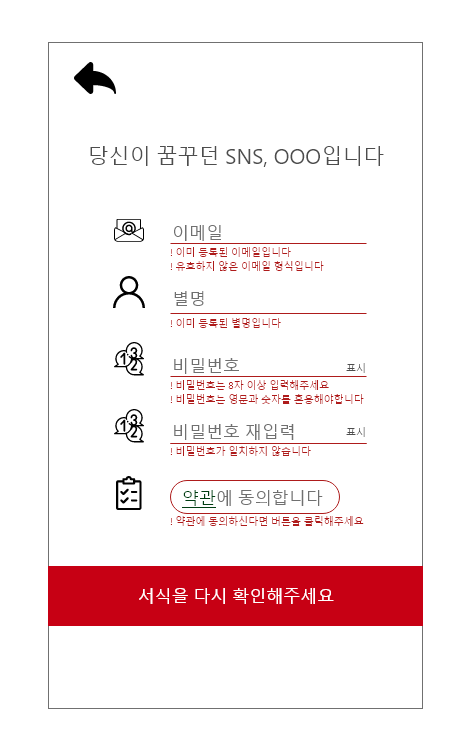 당신이 꿈꾸던 SNS, OOO입니다
이메일
! 이미 등록된 이메일입니다
! 유효하지 않은 이메일 형식입니다
별명
! 이미 등록된 별명입니다
비밀번호 표시
! 비밀번호는 8자 이상 입력해주세요
! 비밀번호는 영문과 숫자를 혼용해야합니다
비밀번호 재입력 표시
! 비밀번호가 일치하지 않습니다
약관에 동의합니다
! 약관에 동의하신다면 버튼을 클릭해주세요
서식을 다시 확인해주세요